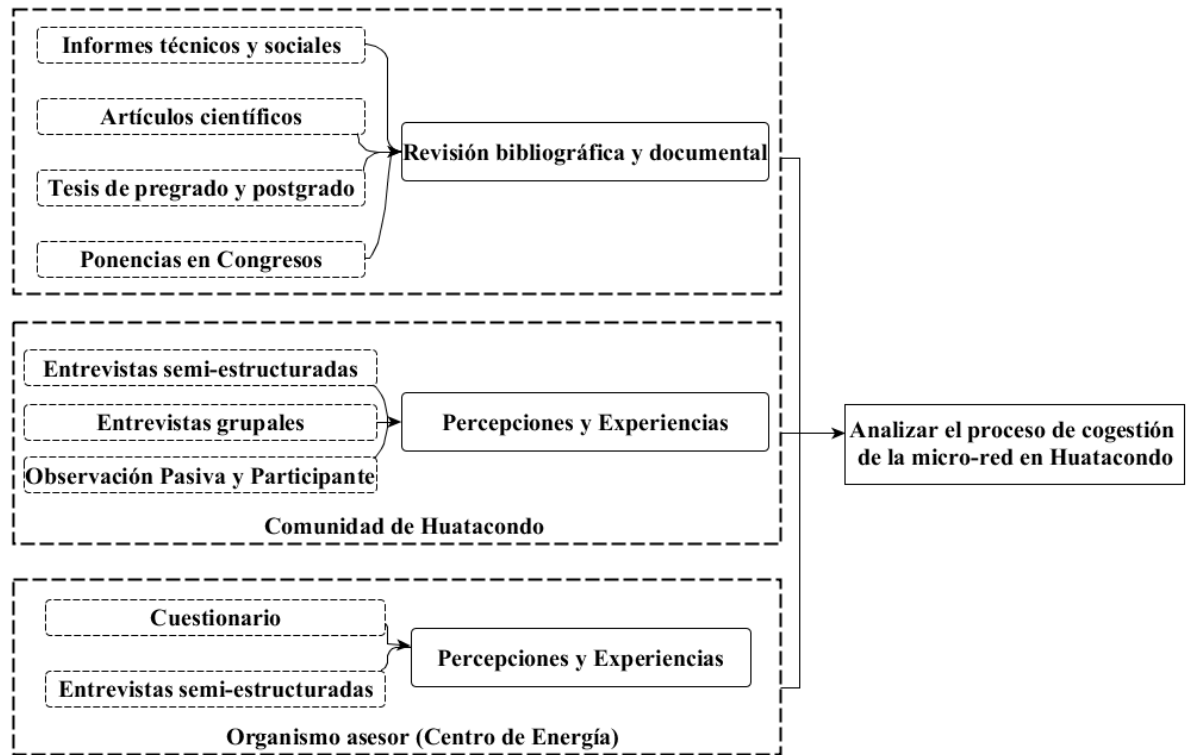 Informes técnicos y sociales
Artículos científicos
Revisión bibliográfica y documental
Tesis de pregrado y postgrado
Ponencias en Congresos
Entrevistas semi-estructuradas
Entrevistas grupales
Percepciones y Experiencias
Observación Pasiva y Participante
Comunidad de Huatacondo
Analizar el proceso de cogestión
de la micro-red en Huatacondo
Cuestionario
Percepciones y Experiencias
Entrevistas semi-estructuradas
Organismo asesor (Centro de Energía)